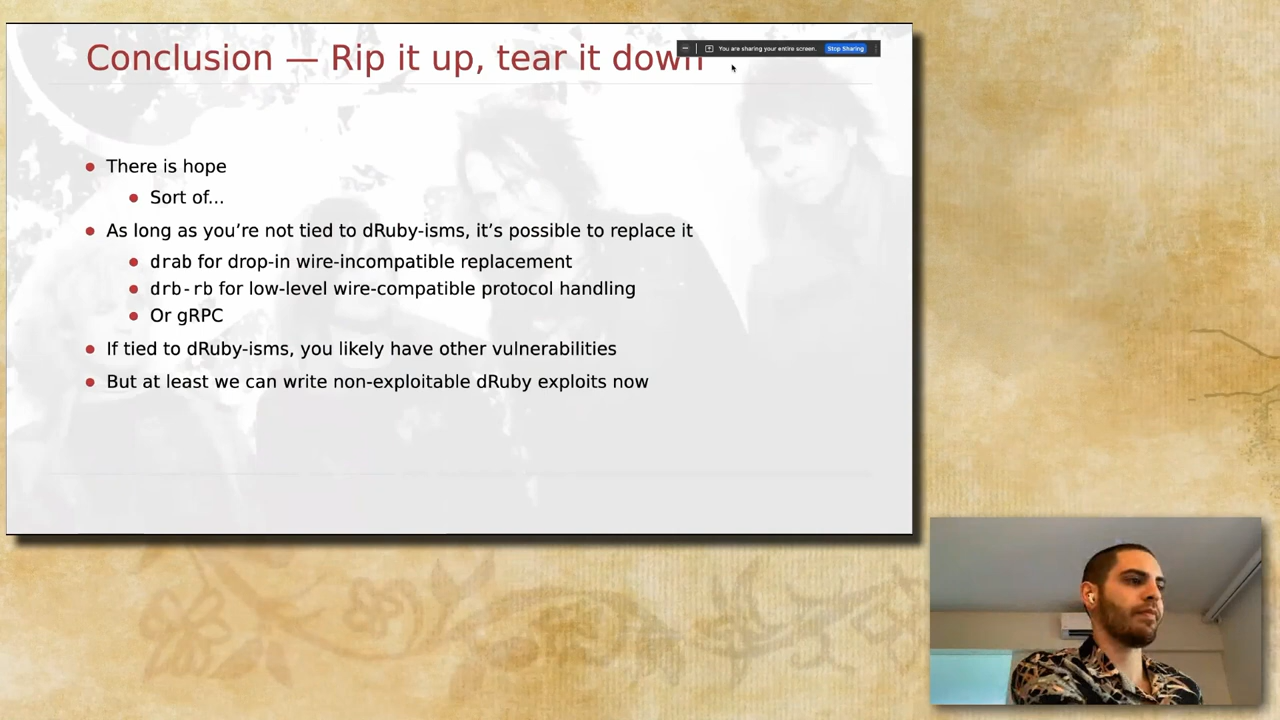 Conclusion — Rip it up, tear it down
You are sharing your entire screen. Stop Sharing
There is hope
Sort of...
As long as you’re not tied to dRuby-isms, it’s possible to replace it
drab for drop-in wire-incompatible replacement
drb-rb for low-level wire-compatible protocol handling
Or gRPC
If tied to dRuby-isms, you likely have other vulnerabilities
But at least we can write non-exploitable dRuby exploits now